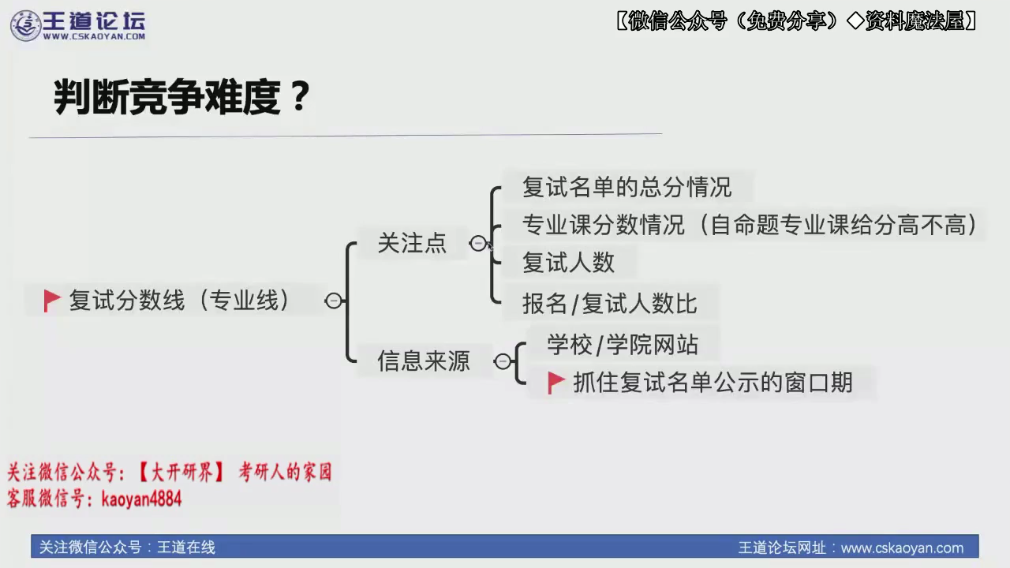 王道论坛
WWW.CSKAOYAN.COM
【微信公众号（免费分享）◆资料魔法屋】
判断竞争难度？
复试名单的总分情况
专业课分数情况（自命题专业课给分高不高）
关注点
复试人数
复试分数线（专业线）
报名/复试人数比
学校/学院网站
信息来源
抓住复试名单公示的窗口期
关注微信公众号：【大开研界】 考研人的家园
客服微信号：kaoyan4884
关注微信公众号：王道在线
王道论坛网址：www.cskaoyan.com